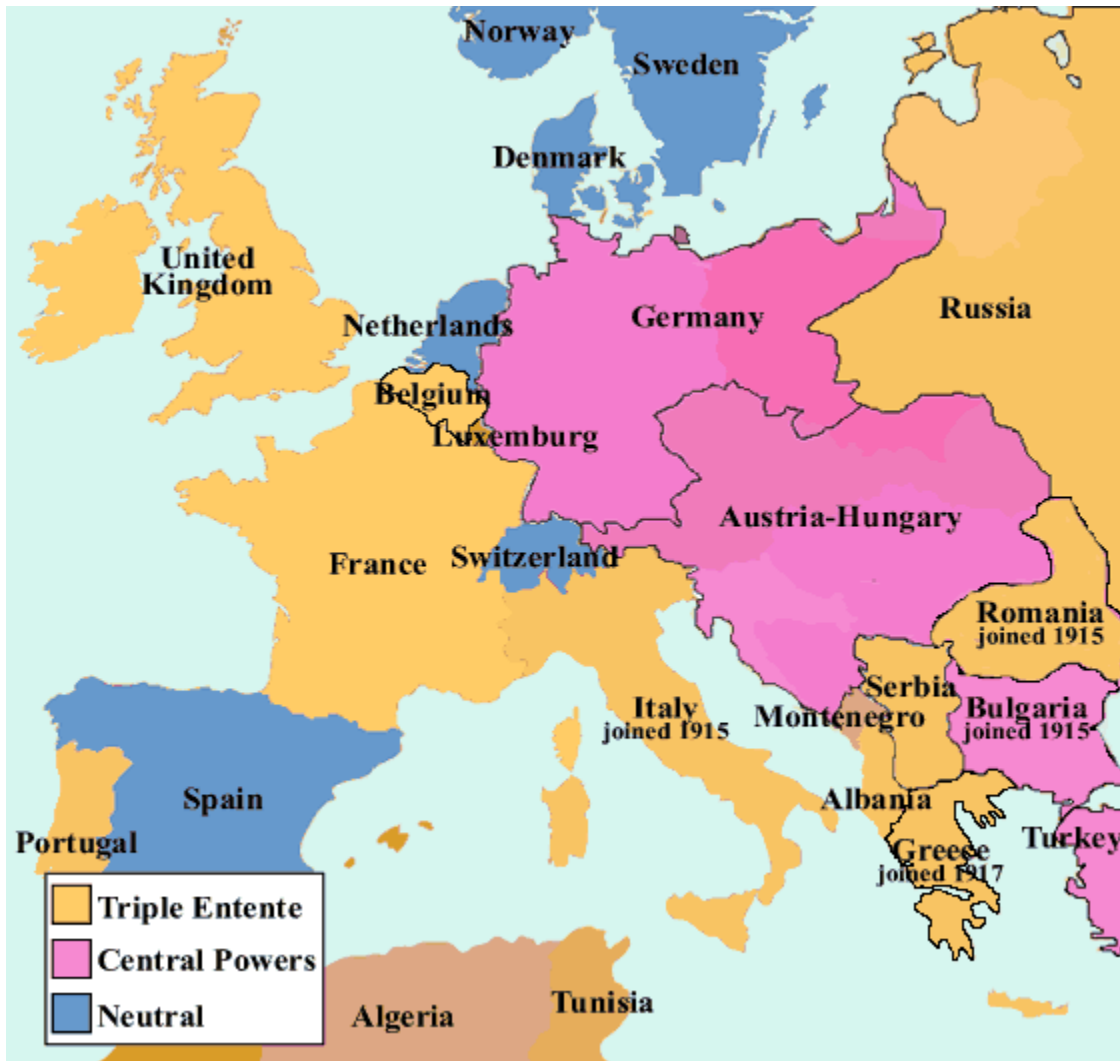 Norway
Sweden
Denmark
United
Kingdom
Netherlands
Germany
Russia
Belgium
Luxemburg
Austria-Hungary
France
Switzerland
Romania
joined 1915
Serbia
Italy
joined 1915
Montenegro
Bulgaria
joined 1915
Spain
Albania
Portugal
Greece
joined 1917
Turkey
Triple Entente
Central Powers
Neutral
Algeria
Tunisia